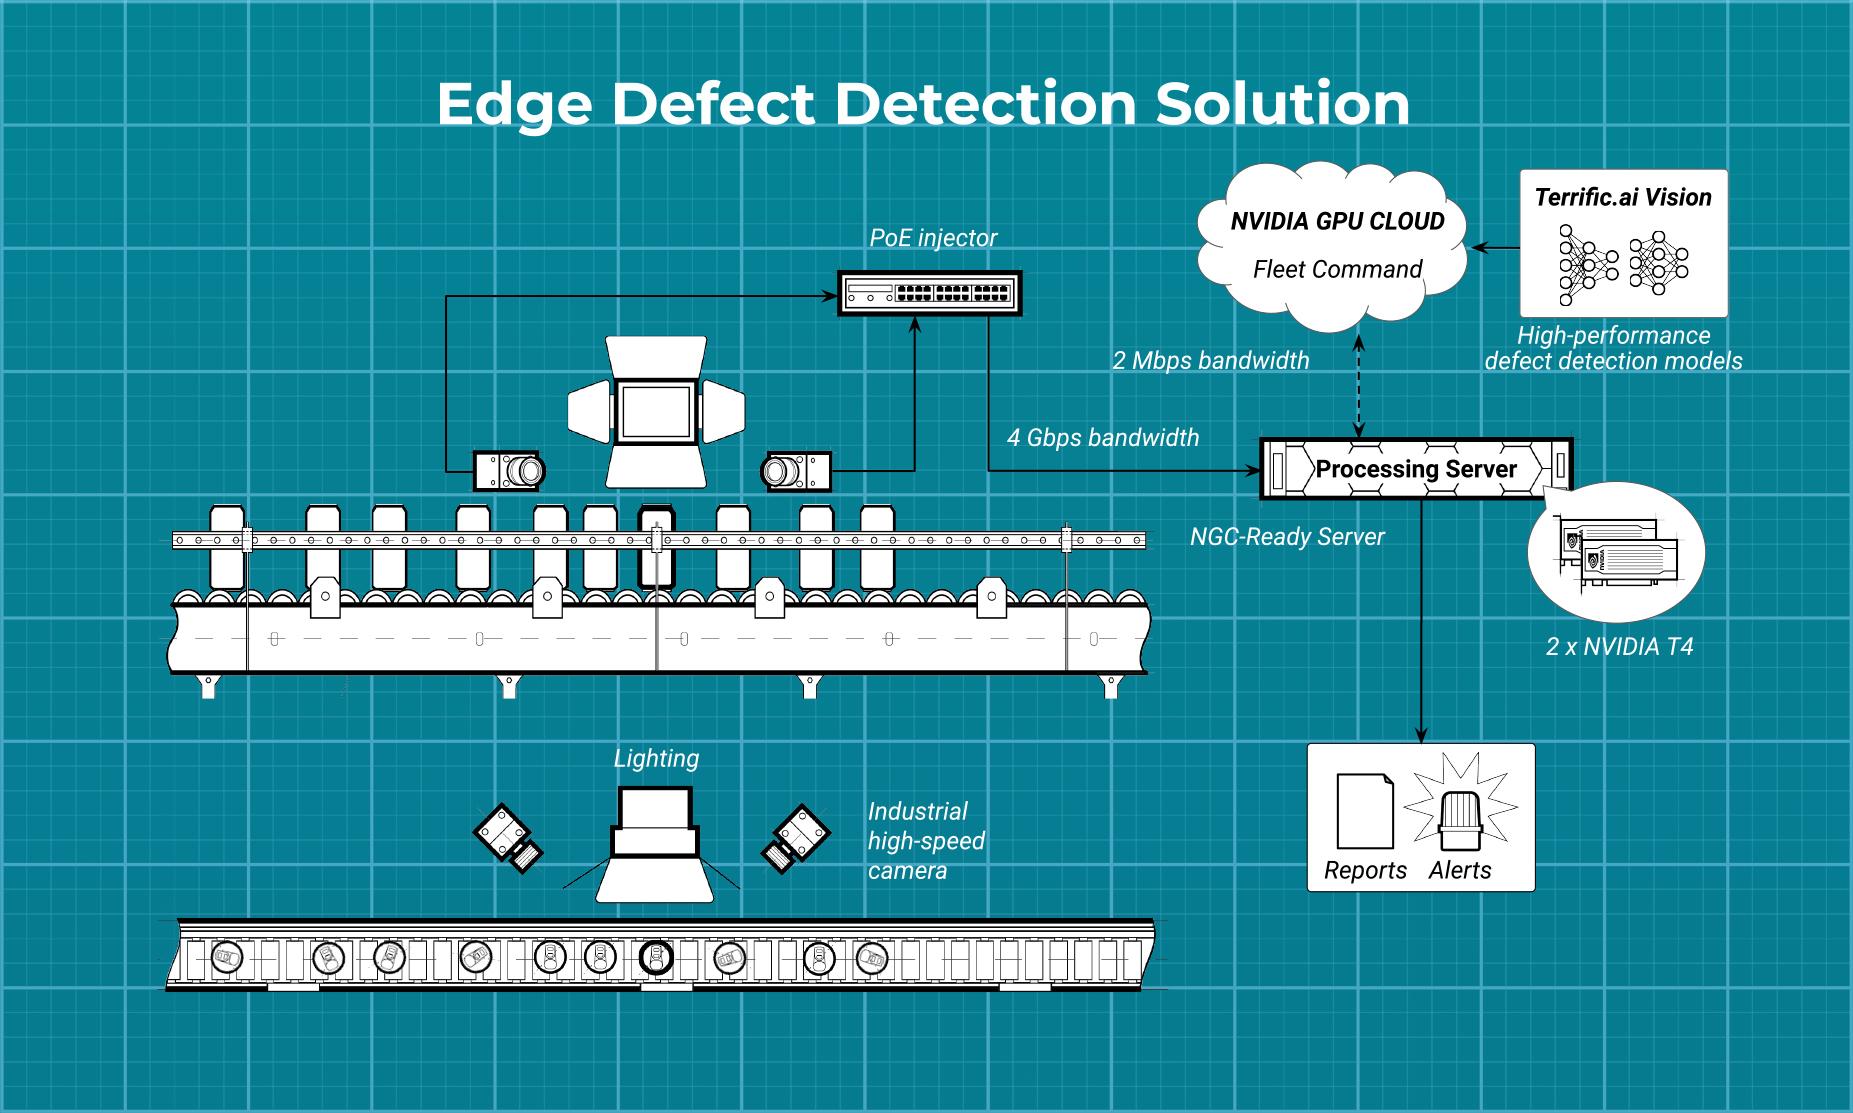 Edge Defect Detection Solution
PoE injector
NVIDIA GPU CLOUD
Fleet Command
Terrific.ai Vision
High-performance
defect detection models
2 Mbps bandwidth
4 Gbps bandwidth
Processing Server
NGC-Ready Server
NVIDIA
NVIDIA
2 x NVIDIA T4
Lighting
Industrial
high-speed
camera
Reports
Alerts